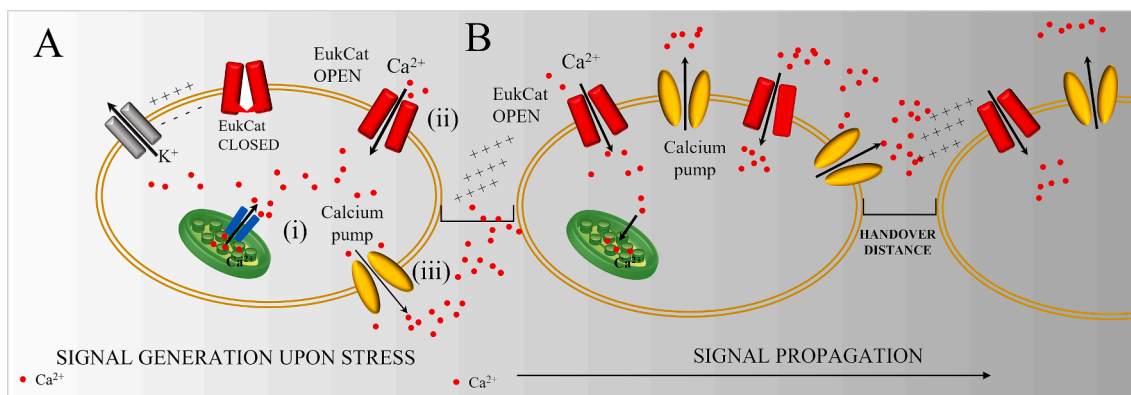 A
EukCat
OPEN
Ca²⁺
++++
- - -
EukCat
CLOSED
K⁺
(ii)
(i)
Ca²⁺
Calcium
pump
(iii)
SIGNAL GENERATION UPON STRESS
Ca²⁺
B
Ca²⁺
EukCat
OPEN
++++
++++
++++
Calcium
pump
Ca²⁺
HANDOVER
DISTANCE
SIGNAL PROPAGATION
Ca²⁺